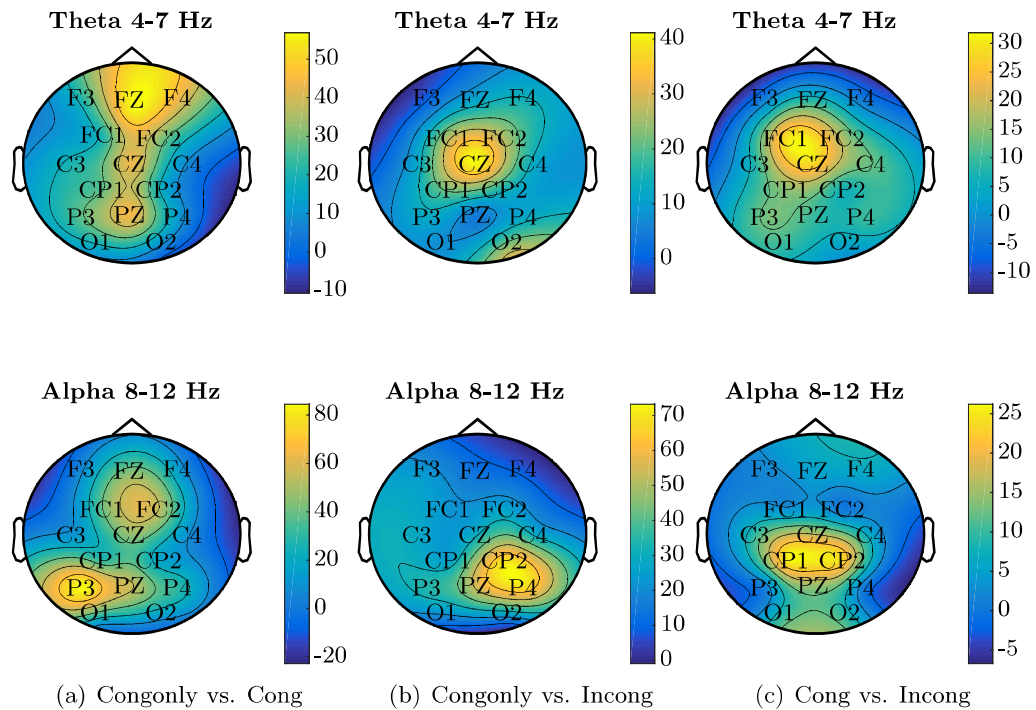 Theta 4-7 Hz
F3 FZ F4
FC1 FC2
C3 CZ C4
CP1 CP2
P3 PZ P4
O1 O2
50
40
30
20
10
0
-10
Theta 4-7 Hz
F3 FZ F4
FC1 FC2
C3 CZ C4
CP1 CP2
P3 PZ P4
O1 O2
40
30
20
10
0
Theta 4-7 Hz
F3 FZ F4
FC1 FC2
C3 CZ C4
CP1 CP2
P3 PZ P4
O1 O2
30
25
20
15
10
5
0
-5
-10
Alpha 8-12 Hz
F3 FZ F4
FC1 FC2
C3 CZ C4
CP1 CP2
P3 PZ P4
O1 O2
80
60
40
20
0
-20
Alpha 8-12 Hz
F3 FZ F4
FC1 FC2
C3 CZ C4
CP1 CP2
P3 PZ P4
O1 O2
70
60
50
40
30
20
10
0
Alpha 8-12 Hz
F3 FZ F4
FC1 FC2
C3 CZ C4
CP1 CP2
P3 PZ P4
O1 O2
25
20
15
10
5
0
-5
(a) Congonly vs. Cong
(b) Congonly vs. Incong
(c) Cong vs. Incong